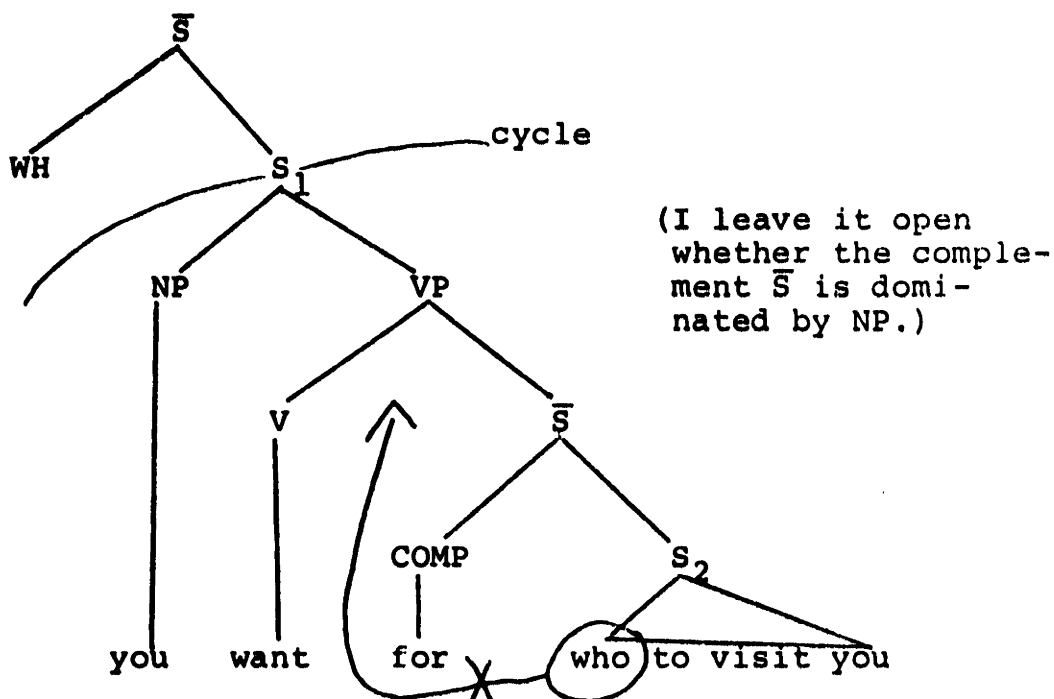 S̅
cycle
WH
S1
(I leave it open
whether the comple-
ment S̅ is domi-
nated by NP.)
NP VP
V S̅
COMP S2
you want for who to visit you